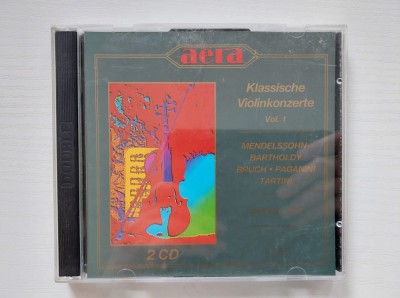 aera
Klassische
Violinkonzerte
Vol. 1
MENDELSSOHN
BARTHOLDY
BRUCH • PAGANINI
TARTINI
2 CD